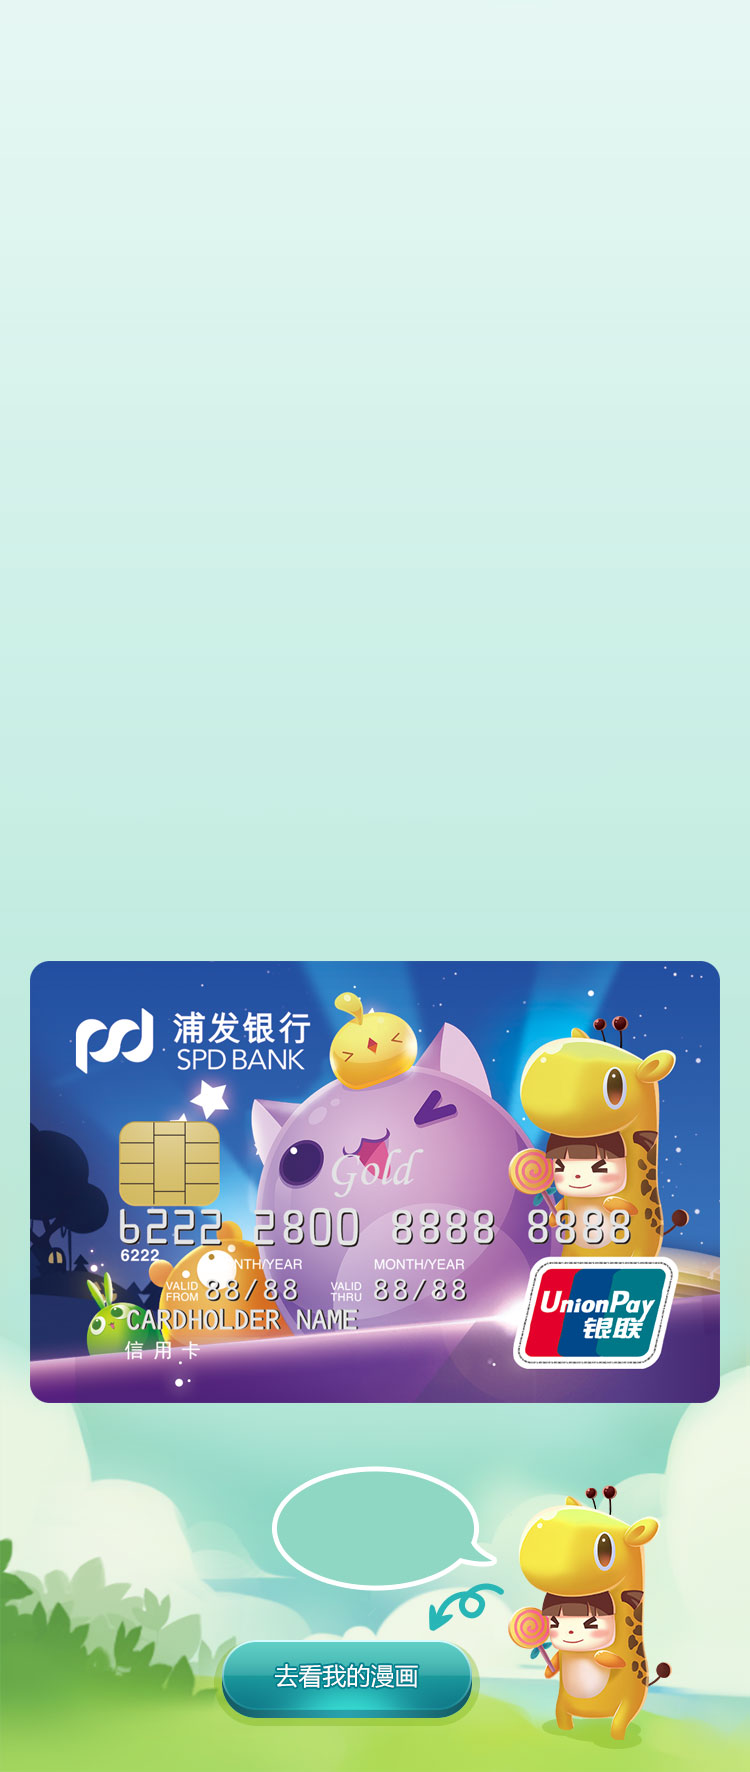 浦发银行
SPD BANK
Gold
6222 2800 8888 8888
6222
MONTH/YEAR MONTH/YEAR
VALID FROM 88/88 VALID THRU 88/88
CARDHOLDER NAME
信用卡
UnionPay
银联
去看我的漫画